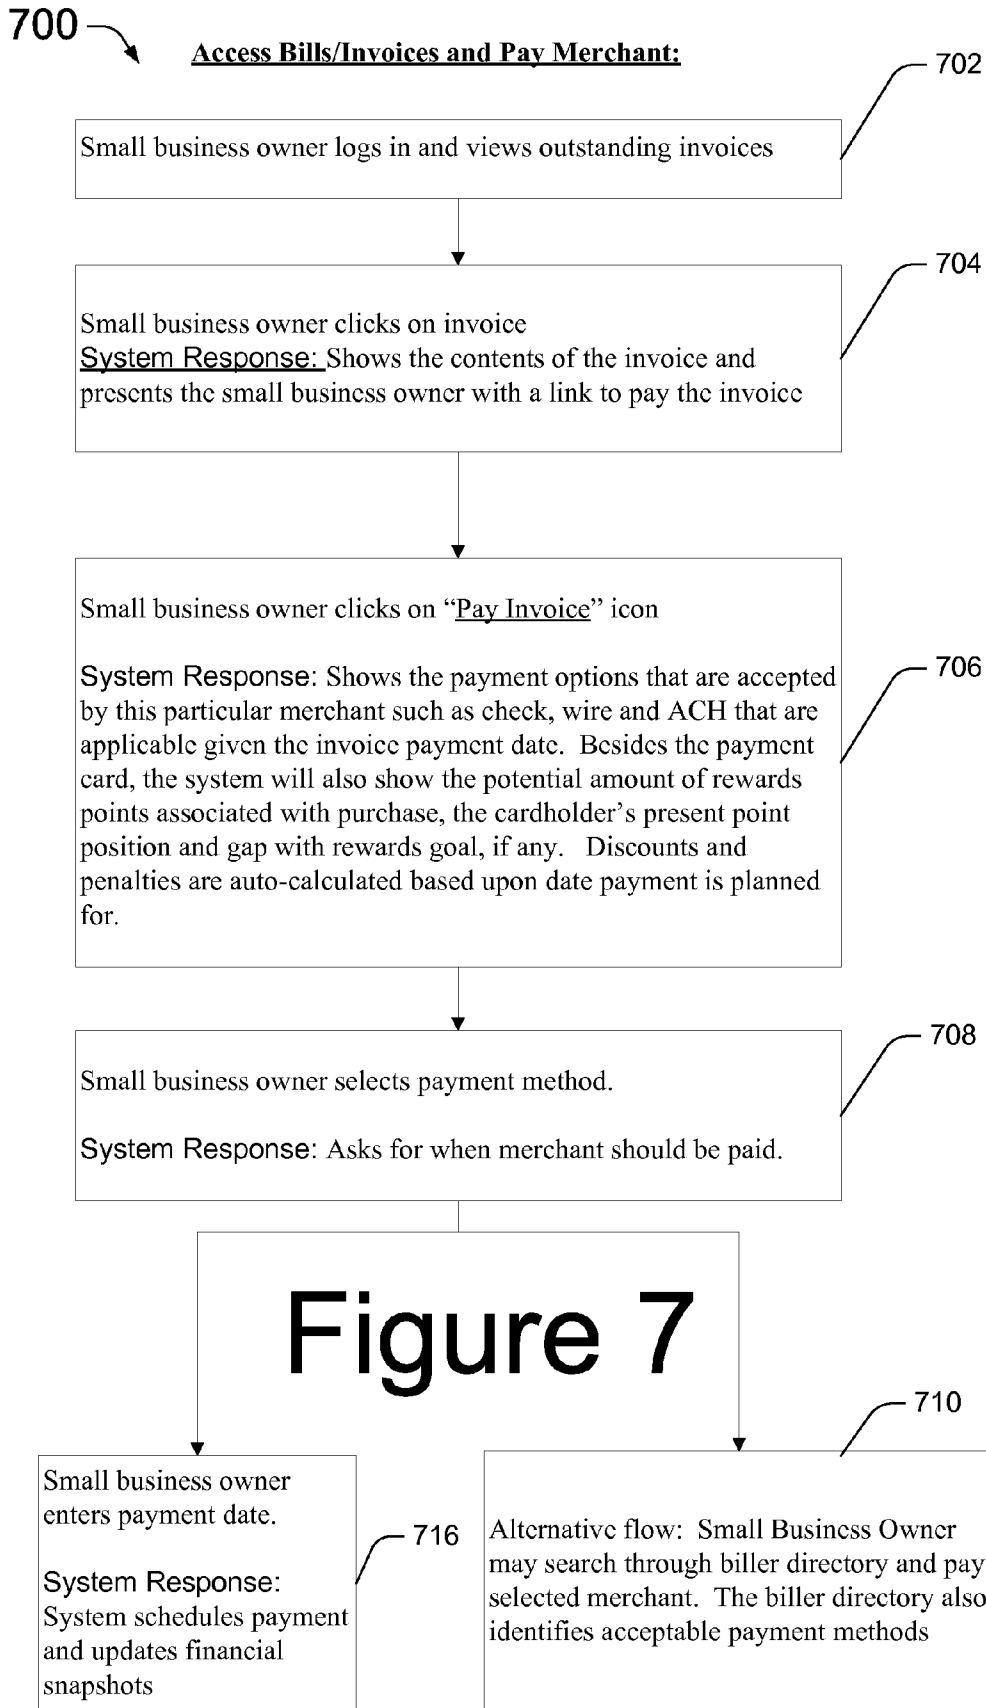 700
Access Bills/Invoices and Pay Merchant:
702
Small business owner logs in and views outstanding invoices
704
Small business owner clicks on invoice
System Response: Shows the contents of the invoice and
presents the small business owner with a link to pay the invoice
Small business owner clicks on “Pay Invoice” icon
706
System Response: Shows the payment options that are accepted
by this particular merchant such as check, wire and ACH that are
applicable given the invoice payment date. Besides the payment
card, the system will also show the potential amount of rewards
points associated with purchase, the cardholder’s present point
position and gap with rewards goal, if any. Discounts and
penalties are auto-calculated based upon date payment is planned
for.
708
Small business owner selects payment method.
System Response: Asks for when merchant should be paid.
Figure 7
710
Small business owner
enters payment date.
716
System Response:
System schedules payment
and updates financial
snapshots
Alternative flow: Small Business Owner
may search through biller directory and pay
selected merchant. The biller directory also
identifies acceptable payment methods